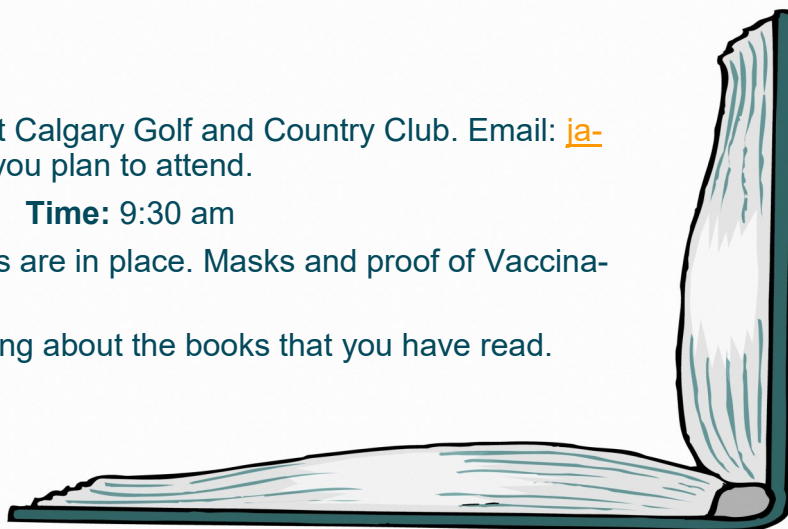 t Calgary Golf and Country Club. Email: ja-
you plan to attend.
Time: 9:30 am
s are in place. Masks and proof of Vaccina-
ng about the books that you have read.